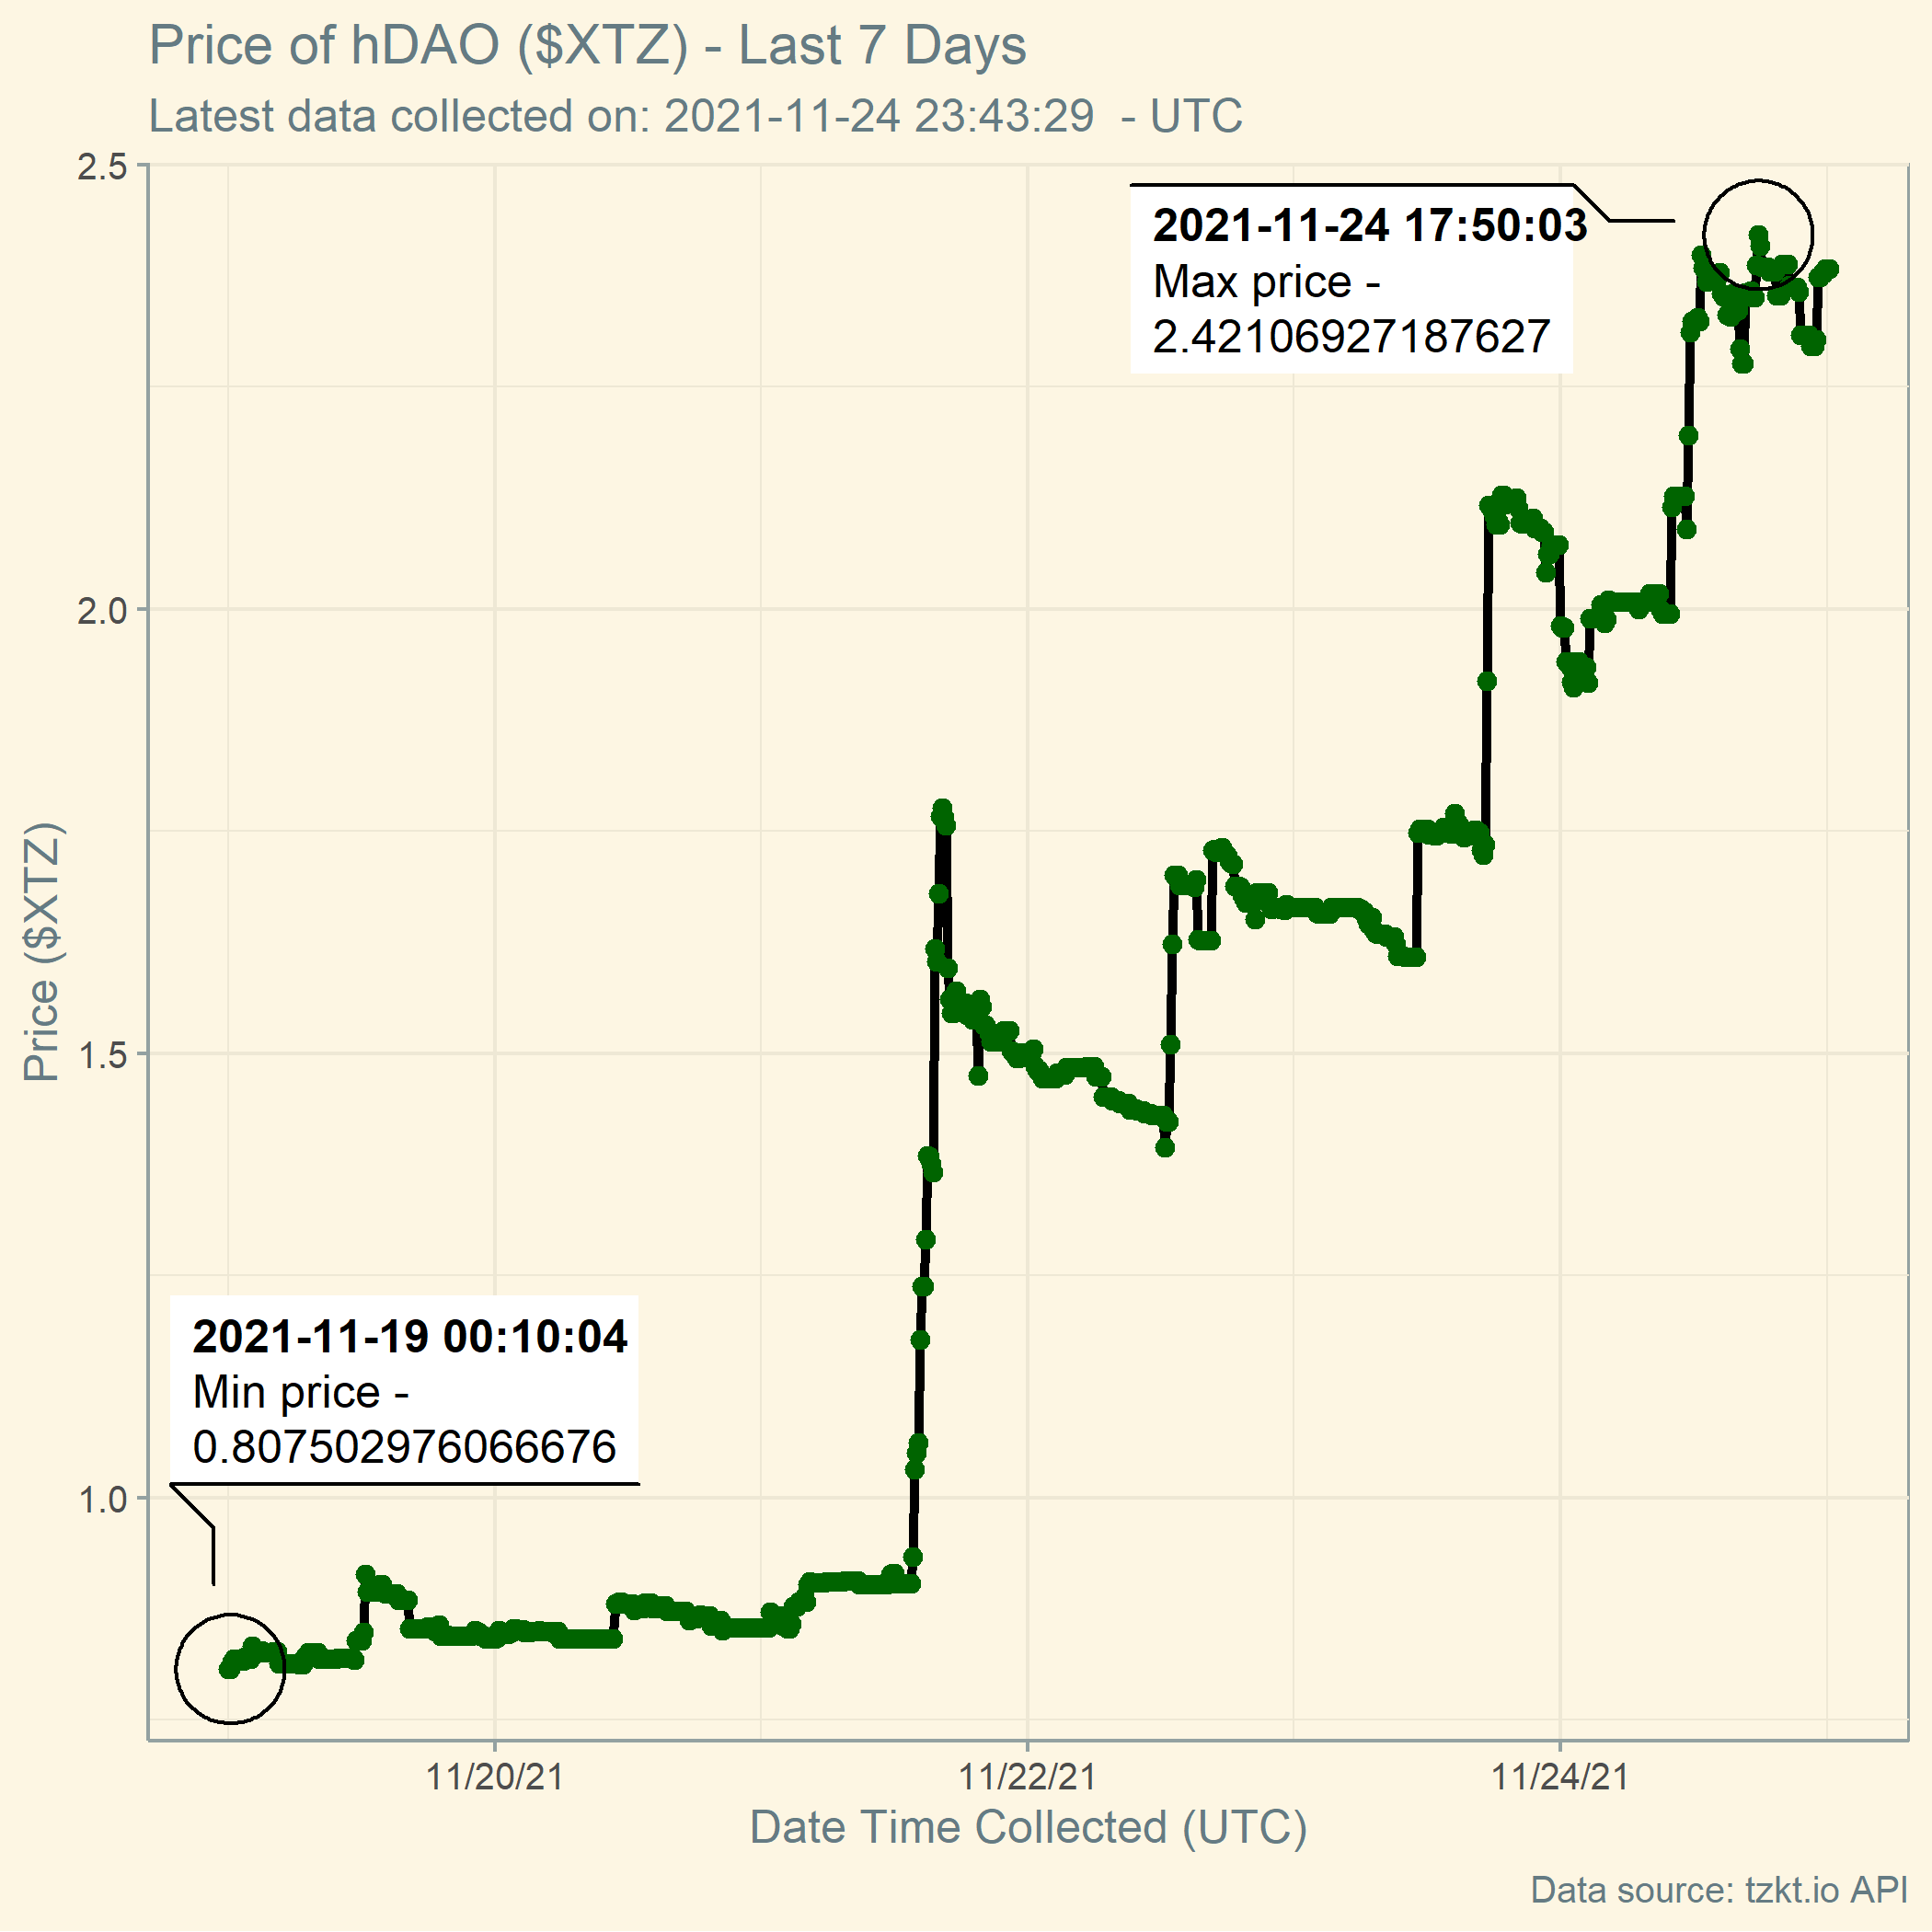 Price of hDAO ($XTZ) - Last 7 Days
Latest data collected on: 2021-11-24 23:43:29  - UTC
2.5
2021-11-24 17:50:03
Max price -
2.42106927187627
2.0
Price ($XTZ)
1.5
2021-11-19 00:10:04
Min price -
0.807502976066676
1.0
11/20/21
11/22/21
11/24/21
Date Time Collected (UTC)
Data source: tzkt.io API